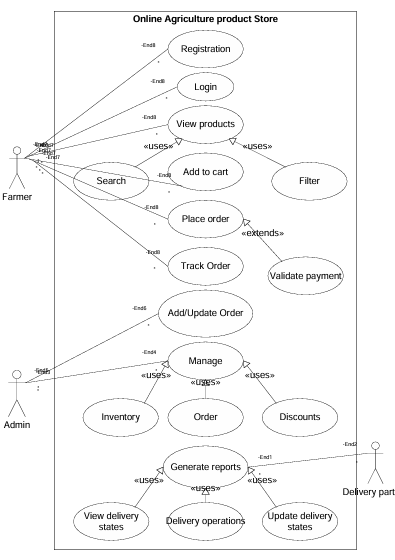 Online Agriculture product Store
-End8
Registration
*
-End8
Login
*
-End8
View products
*
«uses»
«uses»
-End7
Farmer
Search
-End8
Add to cart
*
Filter
-End8
Place order
*
«extends»
Track Order
*
Validate payment
-End6
Add/Update Order
*
-End4
Manage
*
Admin
«uses»
«uses»
«uses»
Inventory
Order
Discounts
-End2
Generate reports
-End1
*
Delivery part
«uses»
«uses»
«uses»
View delivery
states
Delivery operations
Update delivery
states